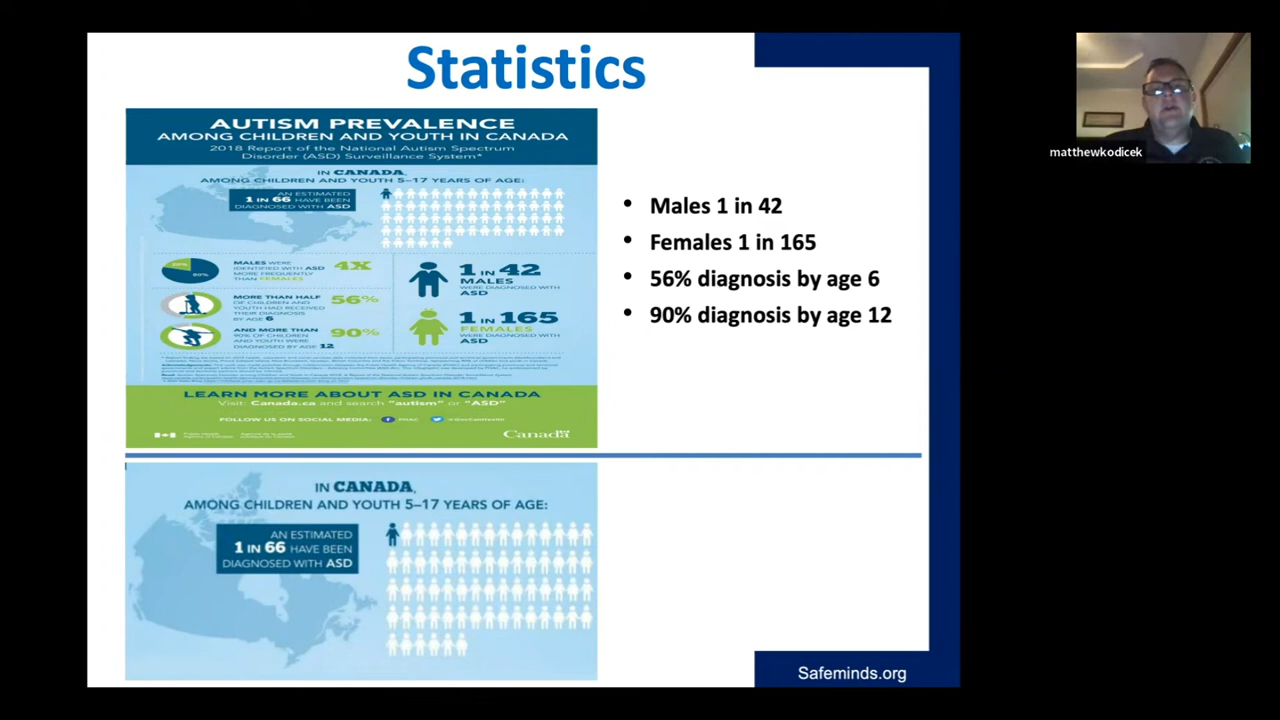 Statistics
AUTISM PREVALENCE
AMONG CHILDREN AND YOUTH IN CANADA
2018 Report of the National Autism Spectrum
Disorder (ASD) Surveillance System*
IN CANADA,
AMONG CHILDREN AND YOUTH 5–17 YEARS OF AGE:
AN ESTIMATED
1 IN 66 HAVE BEEN
DIAGNOSED WITH ASD
80%
MALES WERE
IDENTIFIED WITH ASD
MORE FREQUENTLY
THAN FEMALES
4X
MORE THAN HALF
OF CHILDREN AND
YOUTH HAD RECEIVED
THEIR DIAGNOSIS
BY AGE 6
56%
AND MORE THAN
90% OF CHILDREN
AND YOUTH WERE
DIAGNOSED BY AGE 12
90%
1 IN 42
MALES
WERE DIAGNOSED WITH
ASD
1 IN 165
FEMALES
WERE DIAGNOSED WITH
ASD
LEARN MORE ABOUT ASD IN CANADA
Visit: Canada.ca and search "autism" or "ASD"
FOLLOW US ON SOCIAL MEDIA:
Canada
• Males 1 in 42
• Females 1 in 165
• 56% diagnosis by age 6
• 90% diagnosis by age 12
IN CANADA,
AMONG CHILDREN AND YOUTH 5–17 YEARS OF AGE:
AN ESTIMATED
1 IN 66 HAVE BEEN
DIAGNOSED WITH ASD
Safeminds.org
matthewkodicek